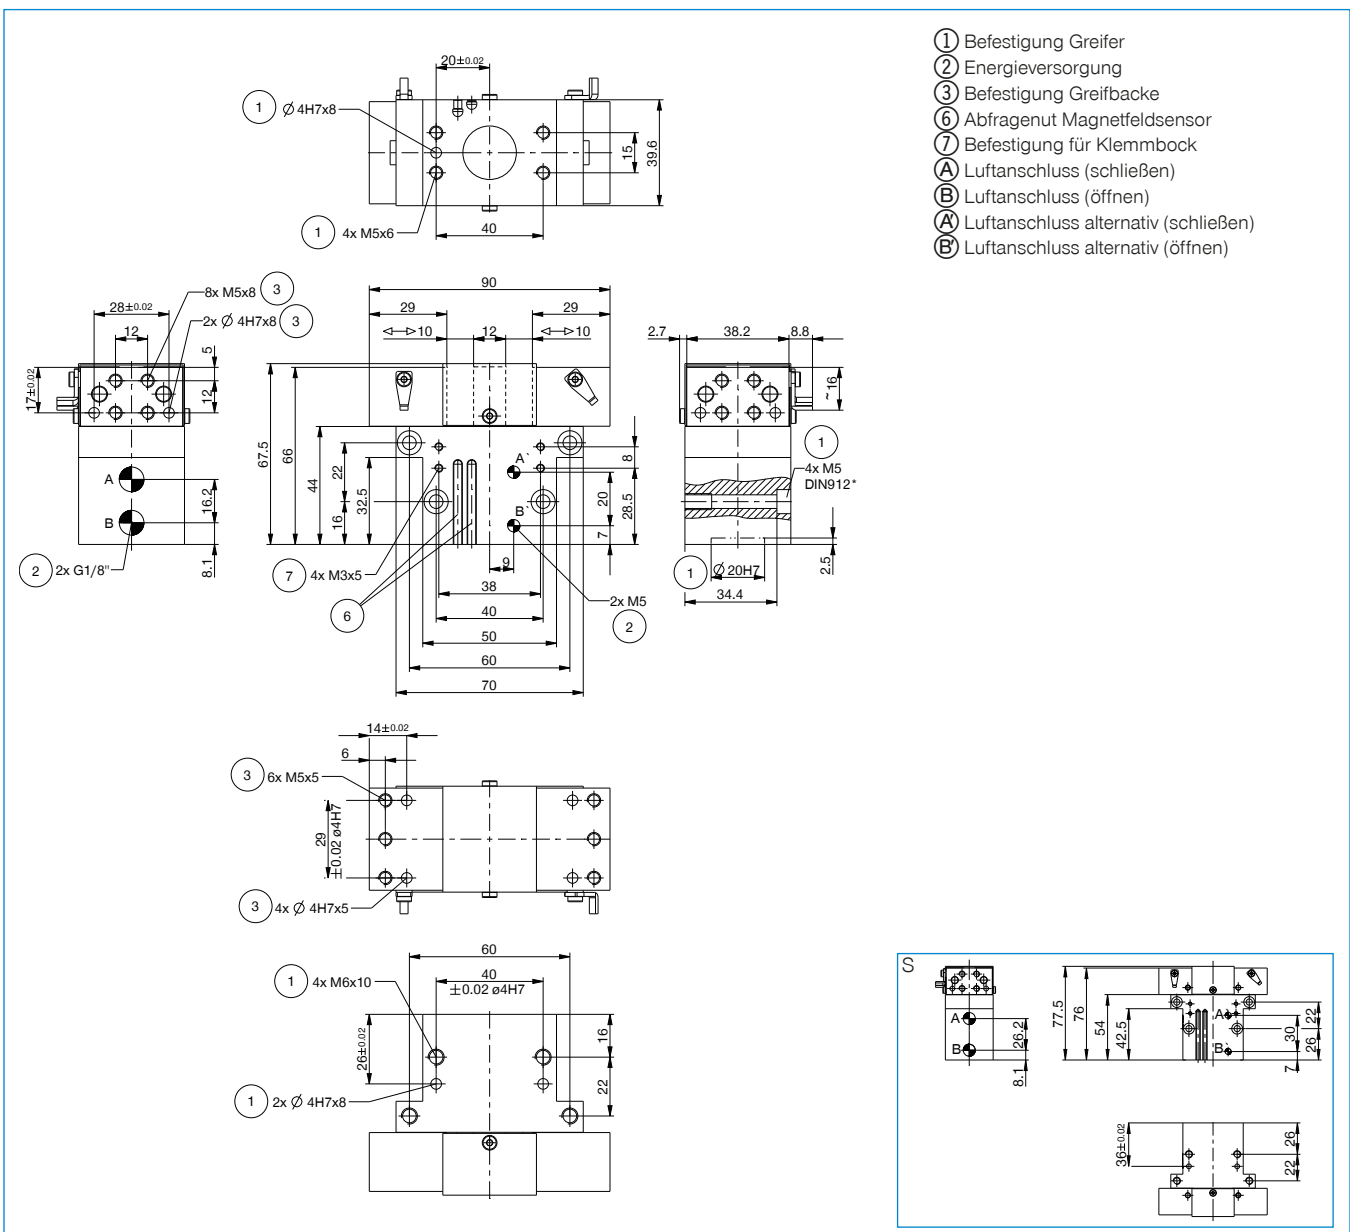 ① Befestigung Greifer
② Energieversorgung
③ Befestigung Greifbacke
⑥ Abfragenut Magnetfeldsensor
⑦ Befestigung für Klemmbock
Ⓐ Luftanschluss (schließen)
Ⓑ Luftanschluss (öffnen)
A' Luftanschluss alternativ (schließen)
B' Luftanschluss alternativ (öffnen)
20±0.02
1 Ø 4H7x8
15
39.6
1 4x M5x6
40
28±0.02
12
8x M5x8 3
2x Ø 4H7x8 3
5
17±0.02
12
A
B
16.2
8.1
2 2x G1/8"
90
29
29
10
12
10
67.5
66
44
22
32.5
16
A`
B`
8
20
28.5
7
9
7 4x M3x5
6
38
40
50
60
70
2x M5
2
2.7
38.2
8.8
~16
1
4x M5
DIN912*
1 Ø 20H7
34.4
2.5
14±0.02
6
3 6x M5x5
29
±0.02 ø4H7
3 4x Ø 4H7x5
60
1 4x M6x10
40
±0.02 ø4H7
26±0.02
16
22
1 2x Ø 4H7x8
S
A
B
26.2
8.1
77.5
76
54
42.5
A`
B`
22
30
26
7
36±0.02
26
22